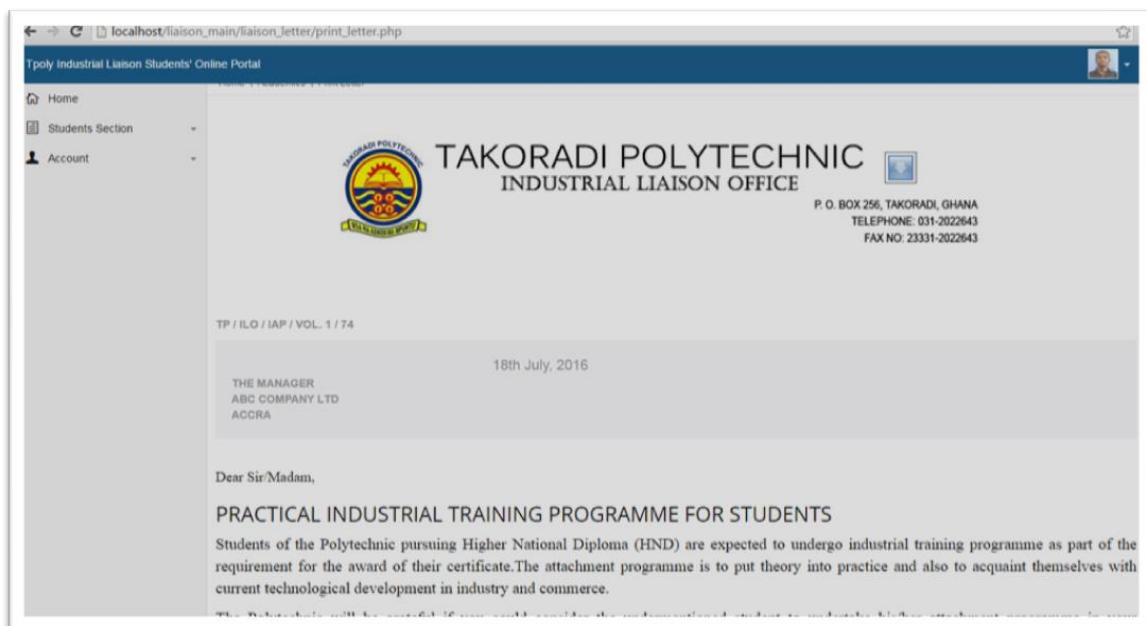 localhost/liaison_main/liaison_letter/print_letter.php
Tpoly Industrial Liaison Students' Online Portal
Home
Students Section
Account
TAKORADI POLYTECHNIC
TAKORADI POLYTECHNIC
INDUSTRIAL LIAISON OFFICE
P. O. BOX 256, TAKORADI, GHANA
TELEPHONE: 031-2022643
FAX NO: 23331-2022643
TP / ILO / IAP / VOL. 1 / 74
18th July, 2016
THE MANAGER
ABC COMPANY LTD
ACCRA
Dear Sir/Madam,
PRACTICAL INDUSTRIAL TRAINING PROGRAMME FOR STUDENTS
Students of the Polytechnic pursuing Higher National Diploma (HND) are expected to undergo industrial training programme as part of the
requirement for the award of their certificate.The attachment programme is to put theory into practice and also to acquaint themselves with
current technological development in industry and commerce.